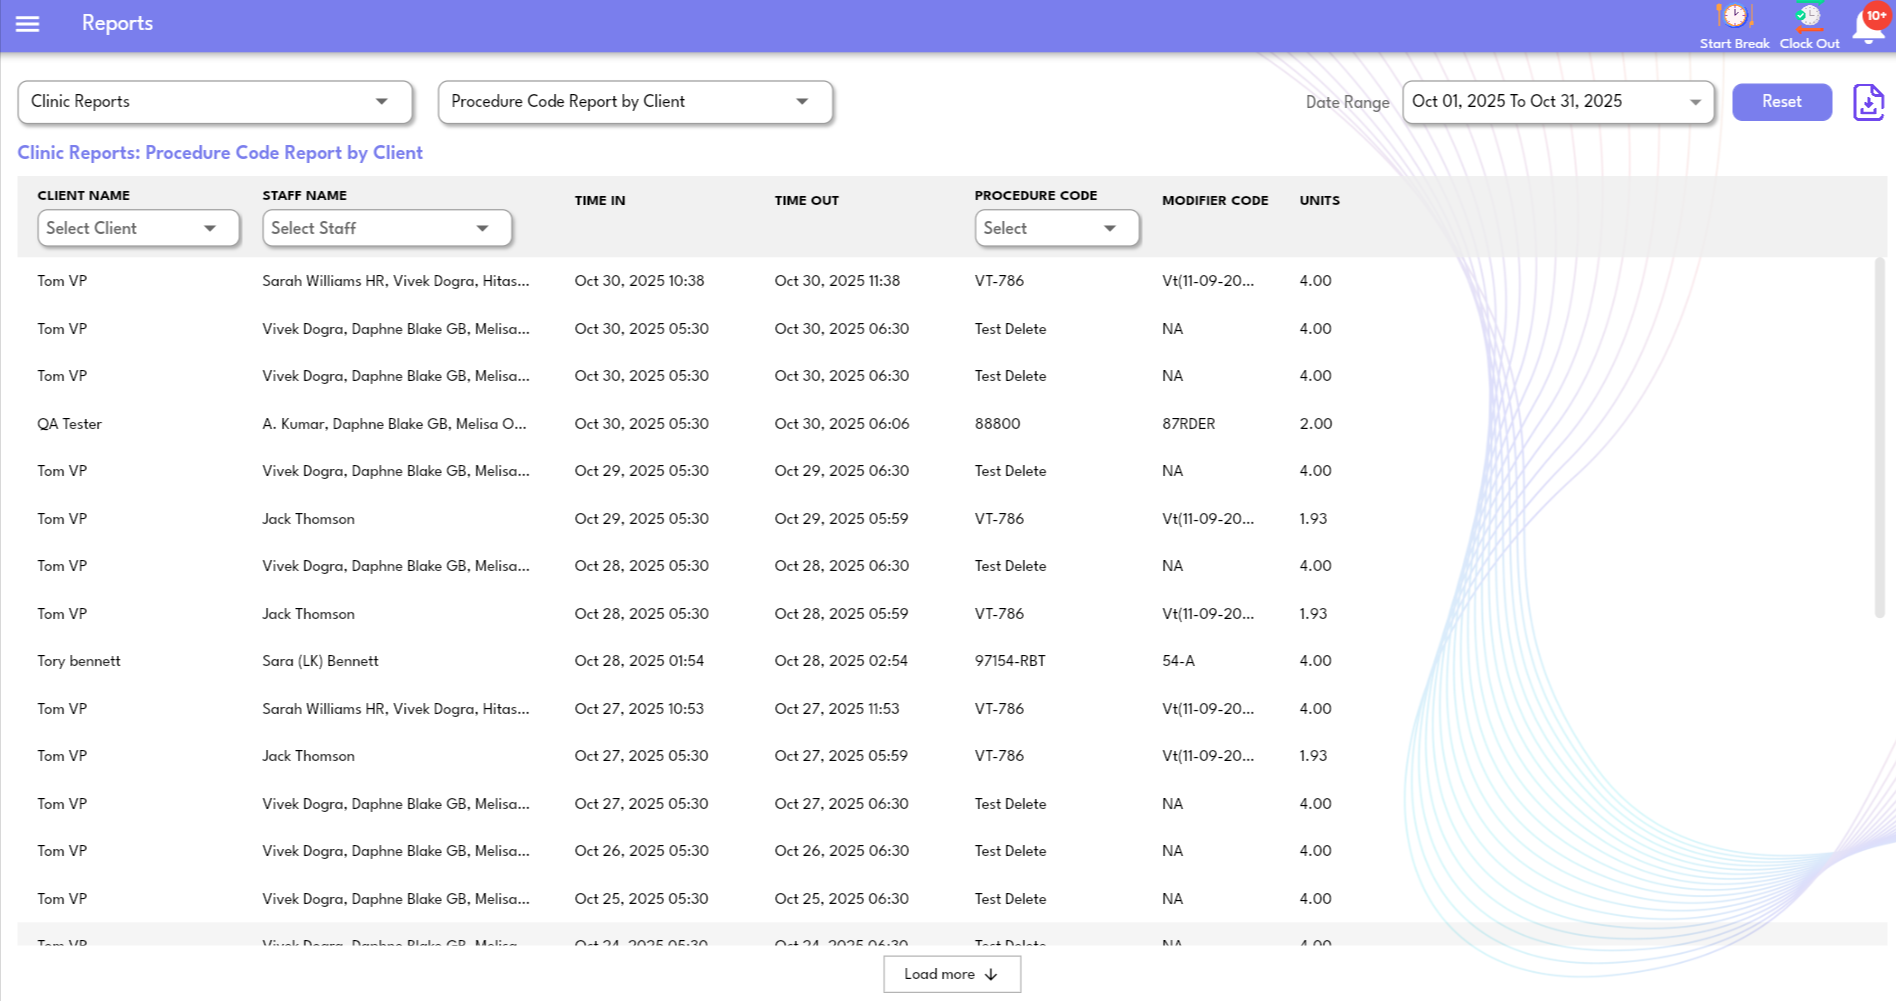 Reports
Start Break
Clock Out
10+
Clinic Reports
Procedure Code Report by Client
Date Range
Oct 01, 2025 To Oct 31, 2025
Reset
Clinic Reports: Procedure Code Report by Client
CLIENT NAME STAFF NAME TIME IN TIME OUT PROCEDURE CODE MODIFIER CODE UNITS
Select Client Select Staff Select
Tom VP Sarah Williams HR, Vivek Dogra, Hitas... Oct 30, 2025 10:38 Oct 30, 2025 11:38 VT-786 Vt(11-09-20... 4.00
Tom VP Vivek Dogra, Daphne Blake GB, Melisa... Oct 30, 2025 05:30 Oct 30, 2025 06:30 Test Delete NA 4.00
Tom VP Vivek Dogra, Daphne Blake GB, Melisa... Oct 30, 2025 05:30 Oct 30, 2025 06:30 Test Delete NA 4.00
QA Tester A. Kumar, Daphne Blake GB, Melisa O... Oct 30, 2025 05:30 Oct 30, 2025 06:06 88800 87RDER 2.00
Tom VP Vivek Dogra, Daphne Blake GB, Melisa... Oct 29, 2025 05:30 Oct 29, 2025 06:30 Test Delete NA 4.00
Tom VP Jack Thomson Oct 29, 2025 05:30 Oct 29, 2025 05:59 VT-786 Vt(11-09-20... 1.93
Tom VP Vivek Dogra, Daphne Blake GB, Melisa... Oct 28, 2025 05:30 Oct 28, 2025 06:30 Test Delete NA 4.00
Tom VP Jack Thomson Oct 28, 2025 05:30 Oct 28, 2025 05:59 VT-786 Vt(11-09-20... 1.93
Tory bennett Sara (LK) Bennett Oct 28, 2025 01:54 Oct 28, 2025 02:54 97154-RBT 54-A 4.00
Tom VP Sarah Williams HR, Vivek Dogra, Hitas... Oct 27, 2025 10:53 Oct 27, 2025 11:53 VT-786 Vt(11-09-20... 4.00
Tom VP Jack Thomson Oct 27, 2025 05:30 Oct 27, 2025 05:59 VT-786 Vt(11-09-20... 1.93
Tom VP Vivek Dogra, Daphne Blake GB, Melisa... Oct 27, 2025 05:30 Oct 27, 2025 06:30 Test Delete NA 4.00
Tom VP Vivek Dogra, Daphne Blake GB, Melisa... Oct 26, 2025 05:30 Oct 26, 2025 06:30 Test Delete NA 4.00
Tom VP Vivek Dogra, Daphne Blake GB, Melisa... Oct 25, 2025 05:30 Oct 25, 2025 06:30 Test Delete NA 4.00
Tom VP Vivek Dogra, Daphne Blake GB, Melisa... Oct 24, 2025 05:30 Oct 24, 2025 06:30 Test Delete NA 4.00
Load more